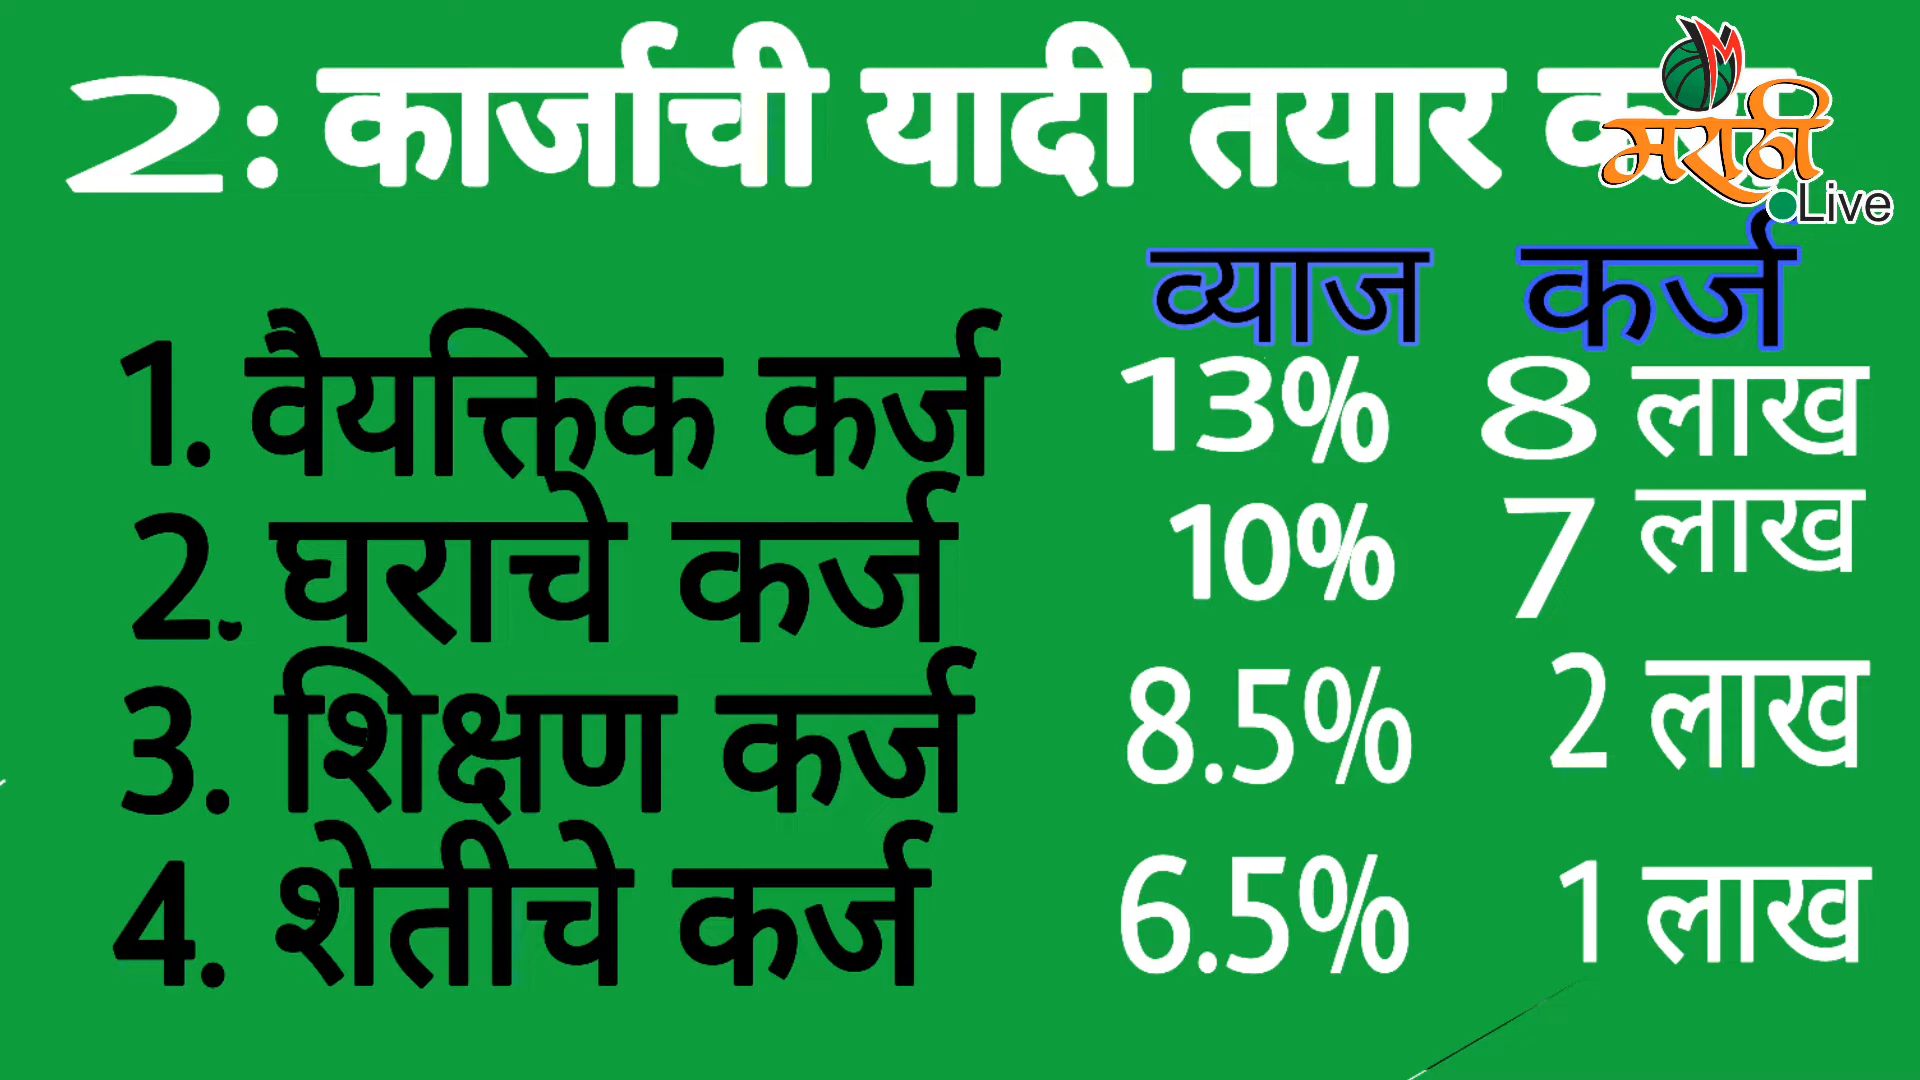 2: कार्जाची यादी तयार
मराठी
Live
व्याज कर्ज
1. वैयक्तिक कर्ज 13% 8 लाख
2. घराचे कर्ज 10% 7 लाख
3. शिक्षण कर्ज 8.5% 2 लाख
4. शेतीचे कर्ज 6.5% 1 लाख